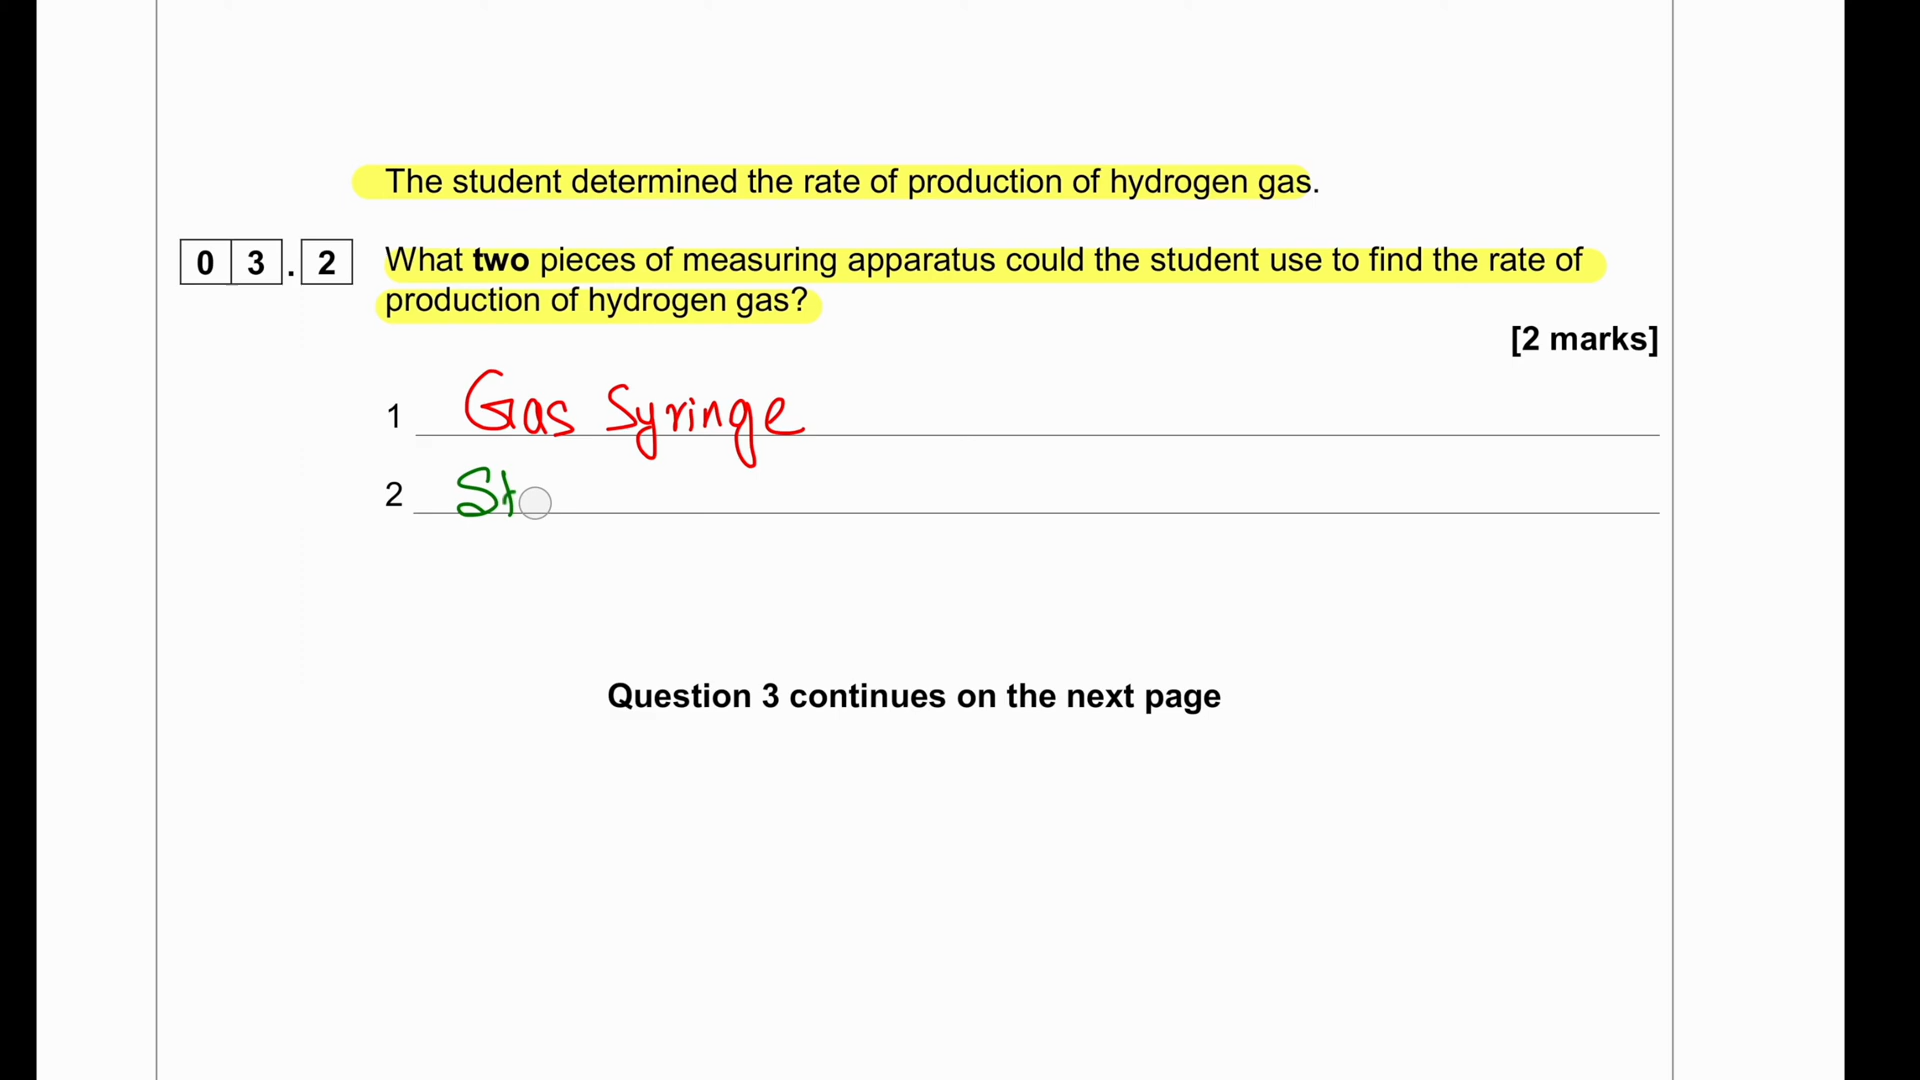 The student determined the rate of production of hydrogen gas.
0 3 . 2 What two pieces of measuring apparatus could the student use to find the rate of
production of hydrogen gas?
[2 marks]
1 Gas Syringe
2 St
Question 3 continues on the next page